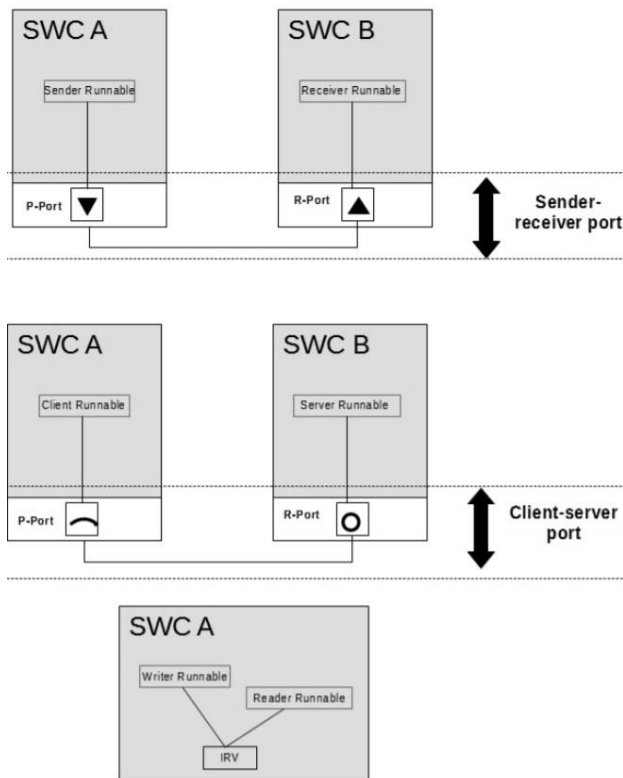 SWC A
SWC B
Sender Runnable
Receiver Runnable
P-Port
R-Port
Sender-
receiver port
SWC A
SWC B
Client Runnable
Server Runnable
P-Port
R-Port
Client-server
port
SWC A
Writer Runnable
Reader Runnable
IRV